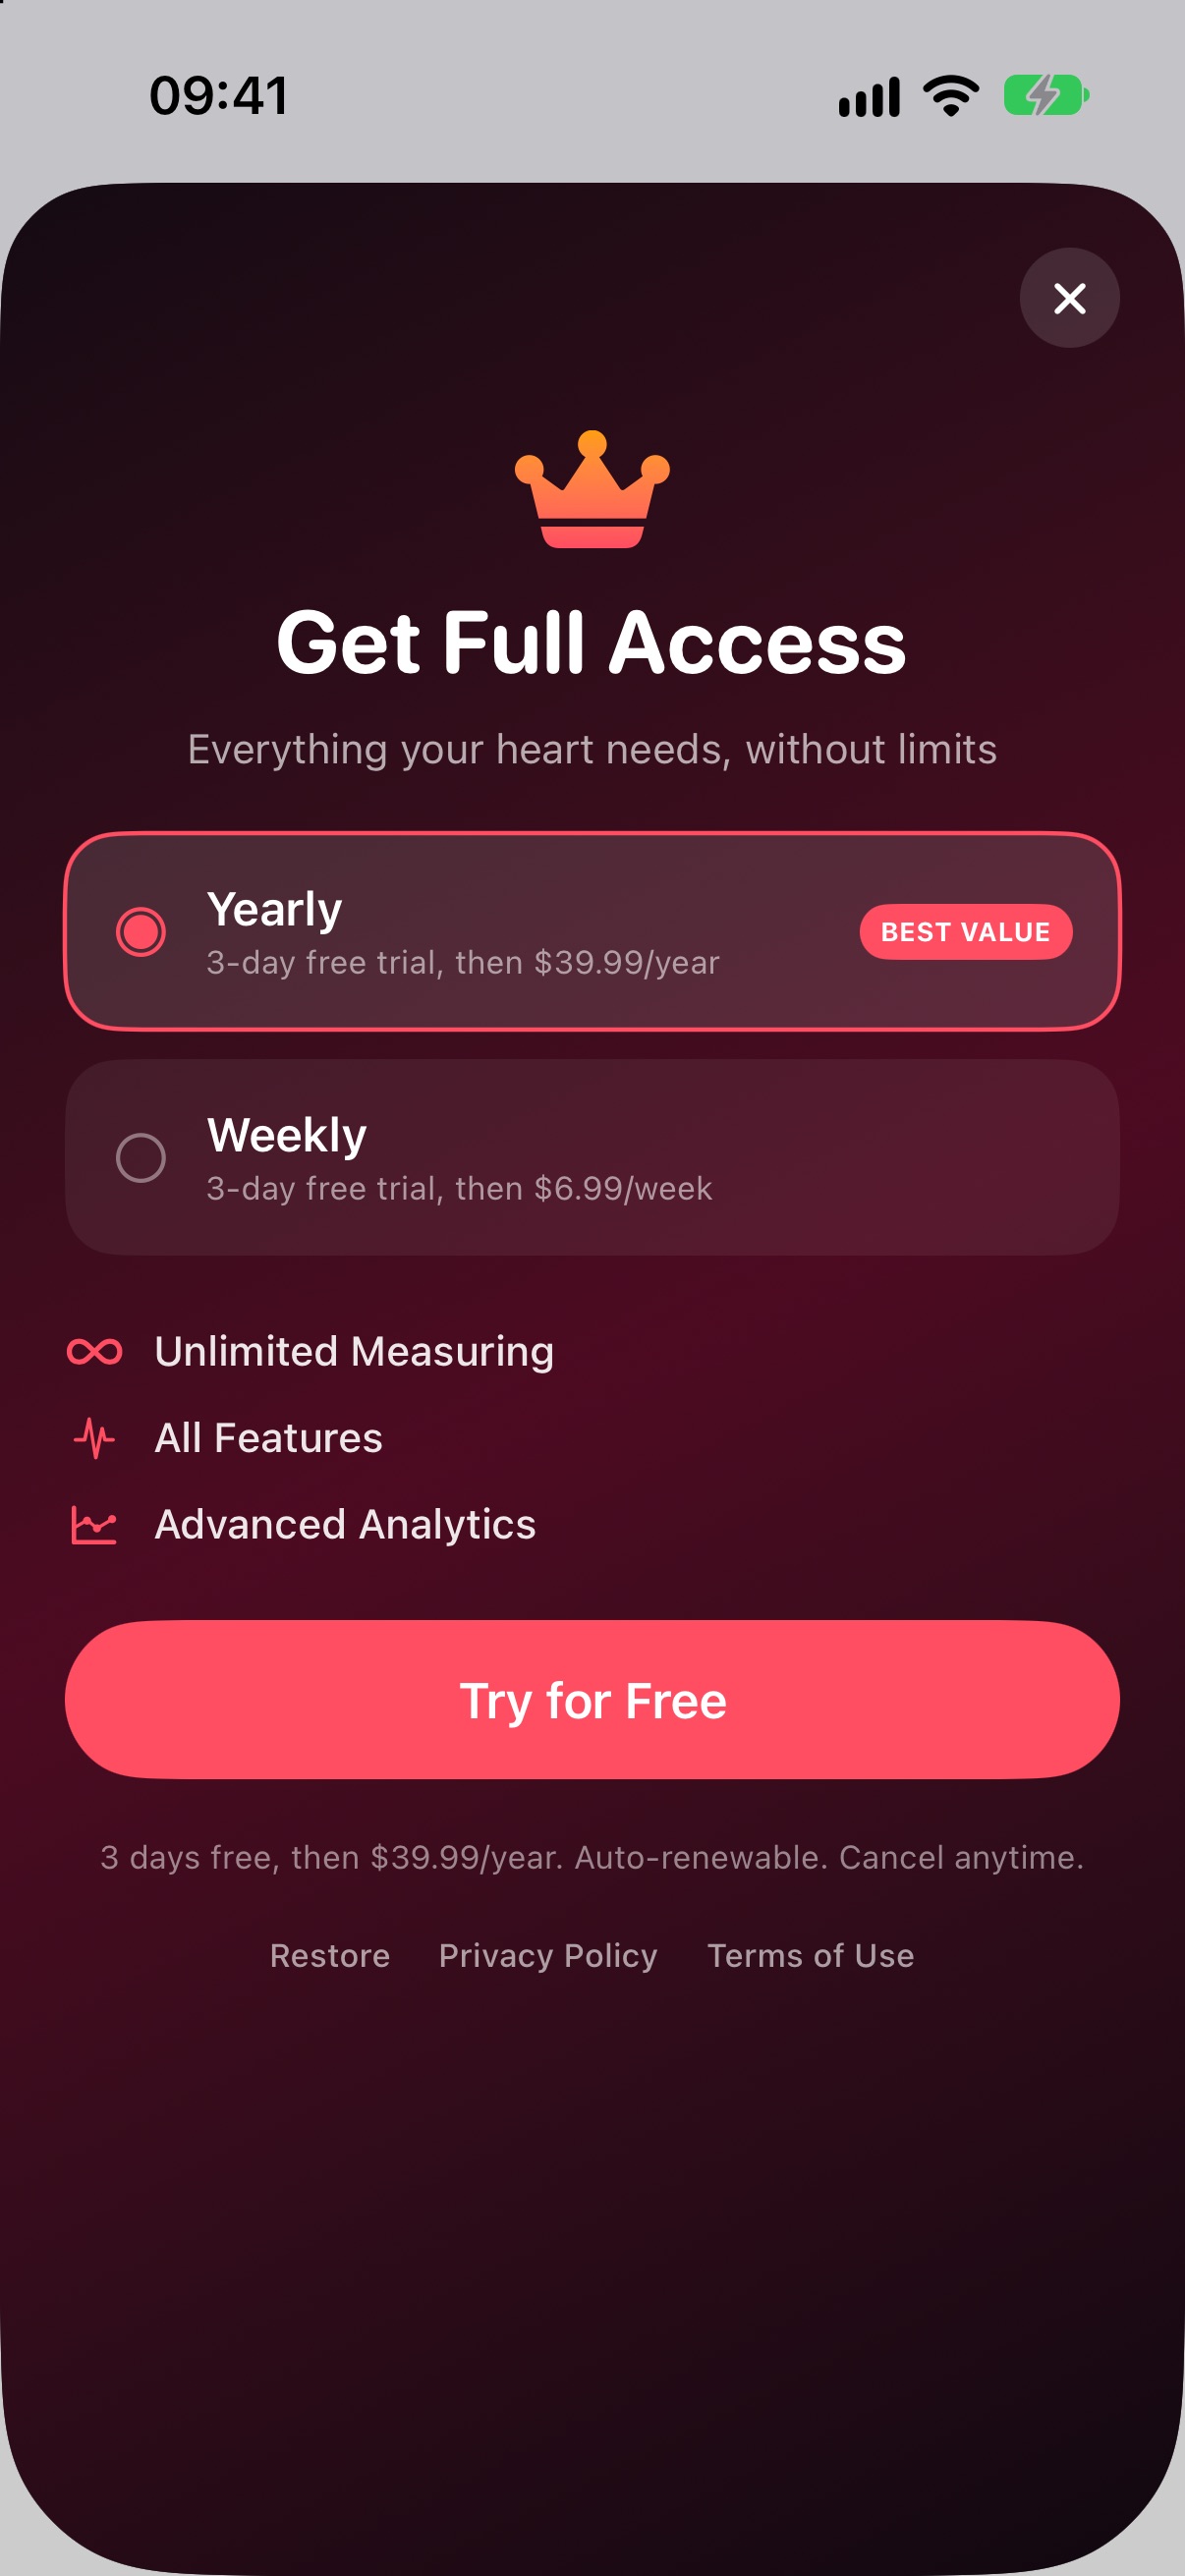 09:41
Get Full Access
Everything your heart needs, without limits
Yearly
3-day free trial, then $39.99/year
BEST VALUE
Weekly
3-day free trial, then $6.99/week
Unlimited Measuring
All Features
Advanced Analytics
Try for Free
3 days free, then $39.99/year. Auto-renewable. Cancel anytime.
Restore Privacy Policy Terms of Use